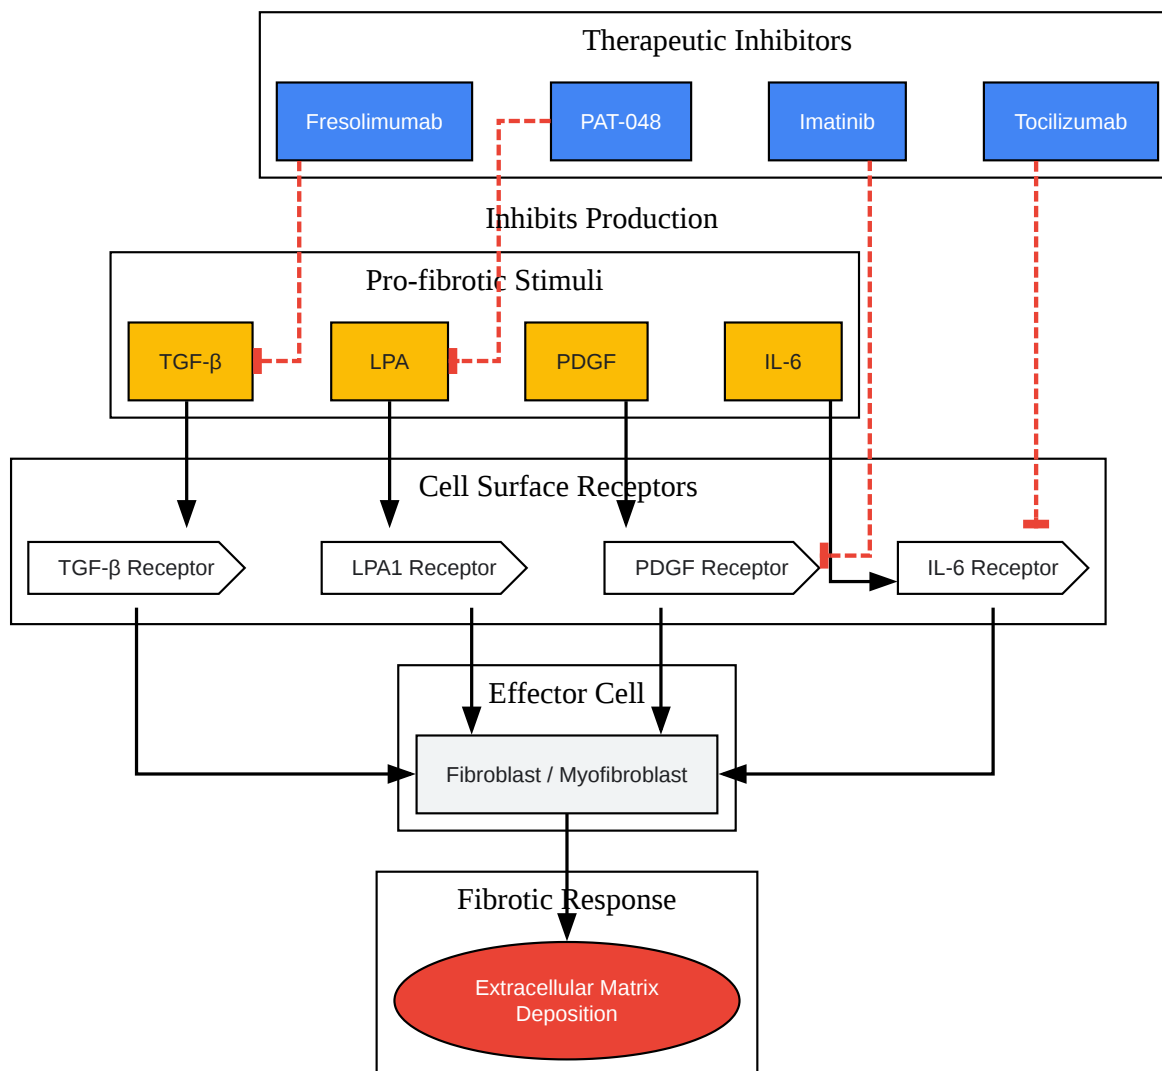 Therapeutic Inhibitors
Fresolimumab
PAT-048
Imatinib
Tocilizumab
Inhibits Production
Pro-fibrotic Stimuli
TGF-β
LPA
PDGF
IL-6
Cell Surface Receptors
TGF-β Receptor
LPA1 Receptor
PDGF Receptor
IL-6 Receptor
Effector Cell
Fibroblast / Myofibroblast
Fibrotic Response
Extracellular Matrix
Deposition